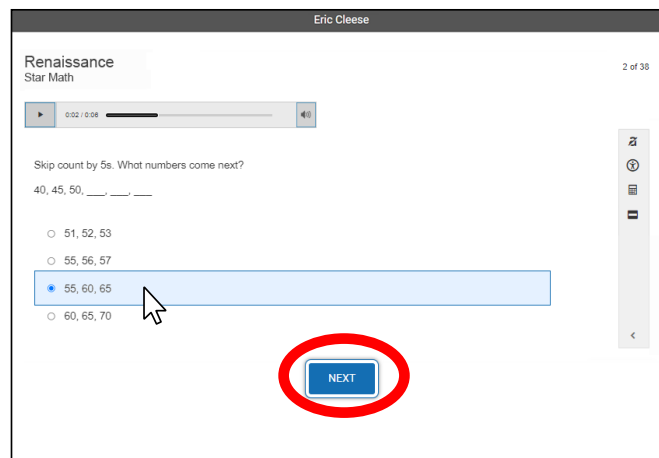 Eric Cleese
Renaissance
Star Math
2 of 38
0:02 / 0:06
Skip count by 5s. What numbers come next?
40, 45, 50, ___, ___, ___
51, 52, 53
55, 56, 57
55, 60, 65
60, 65, 70
NEXT